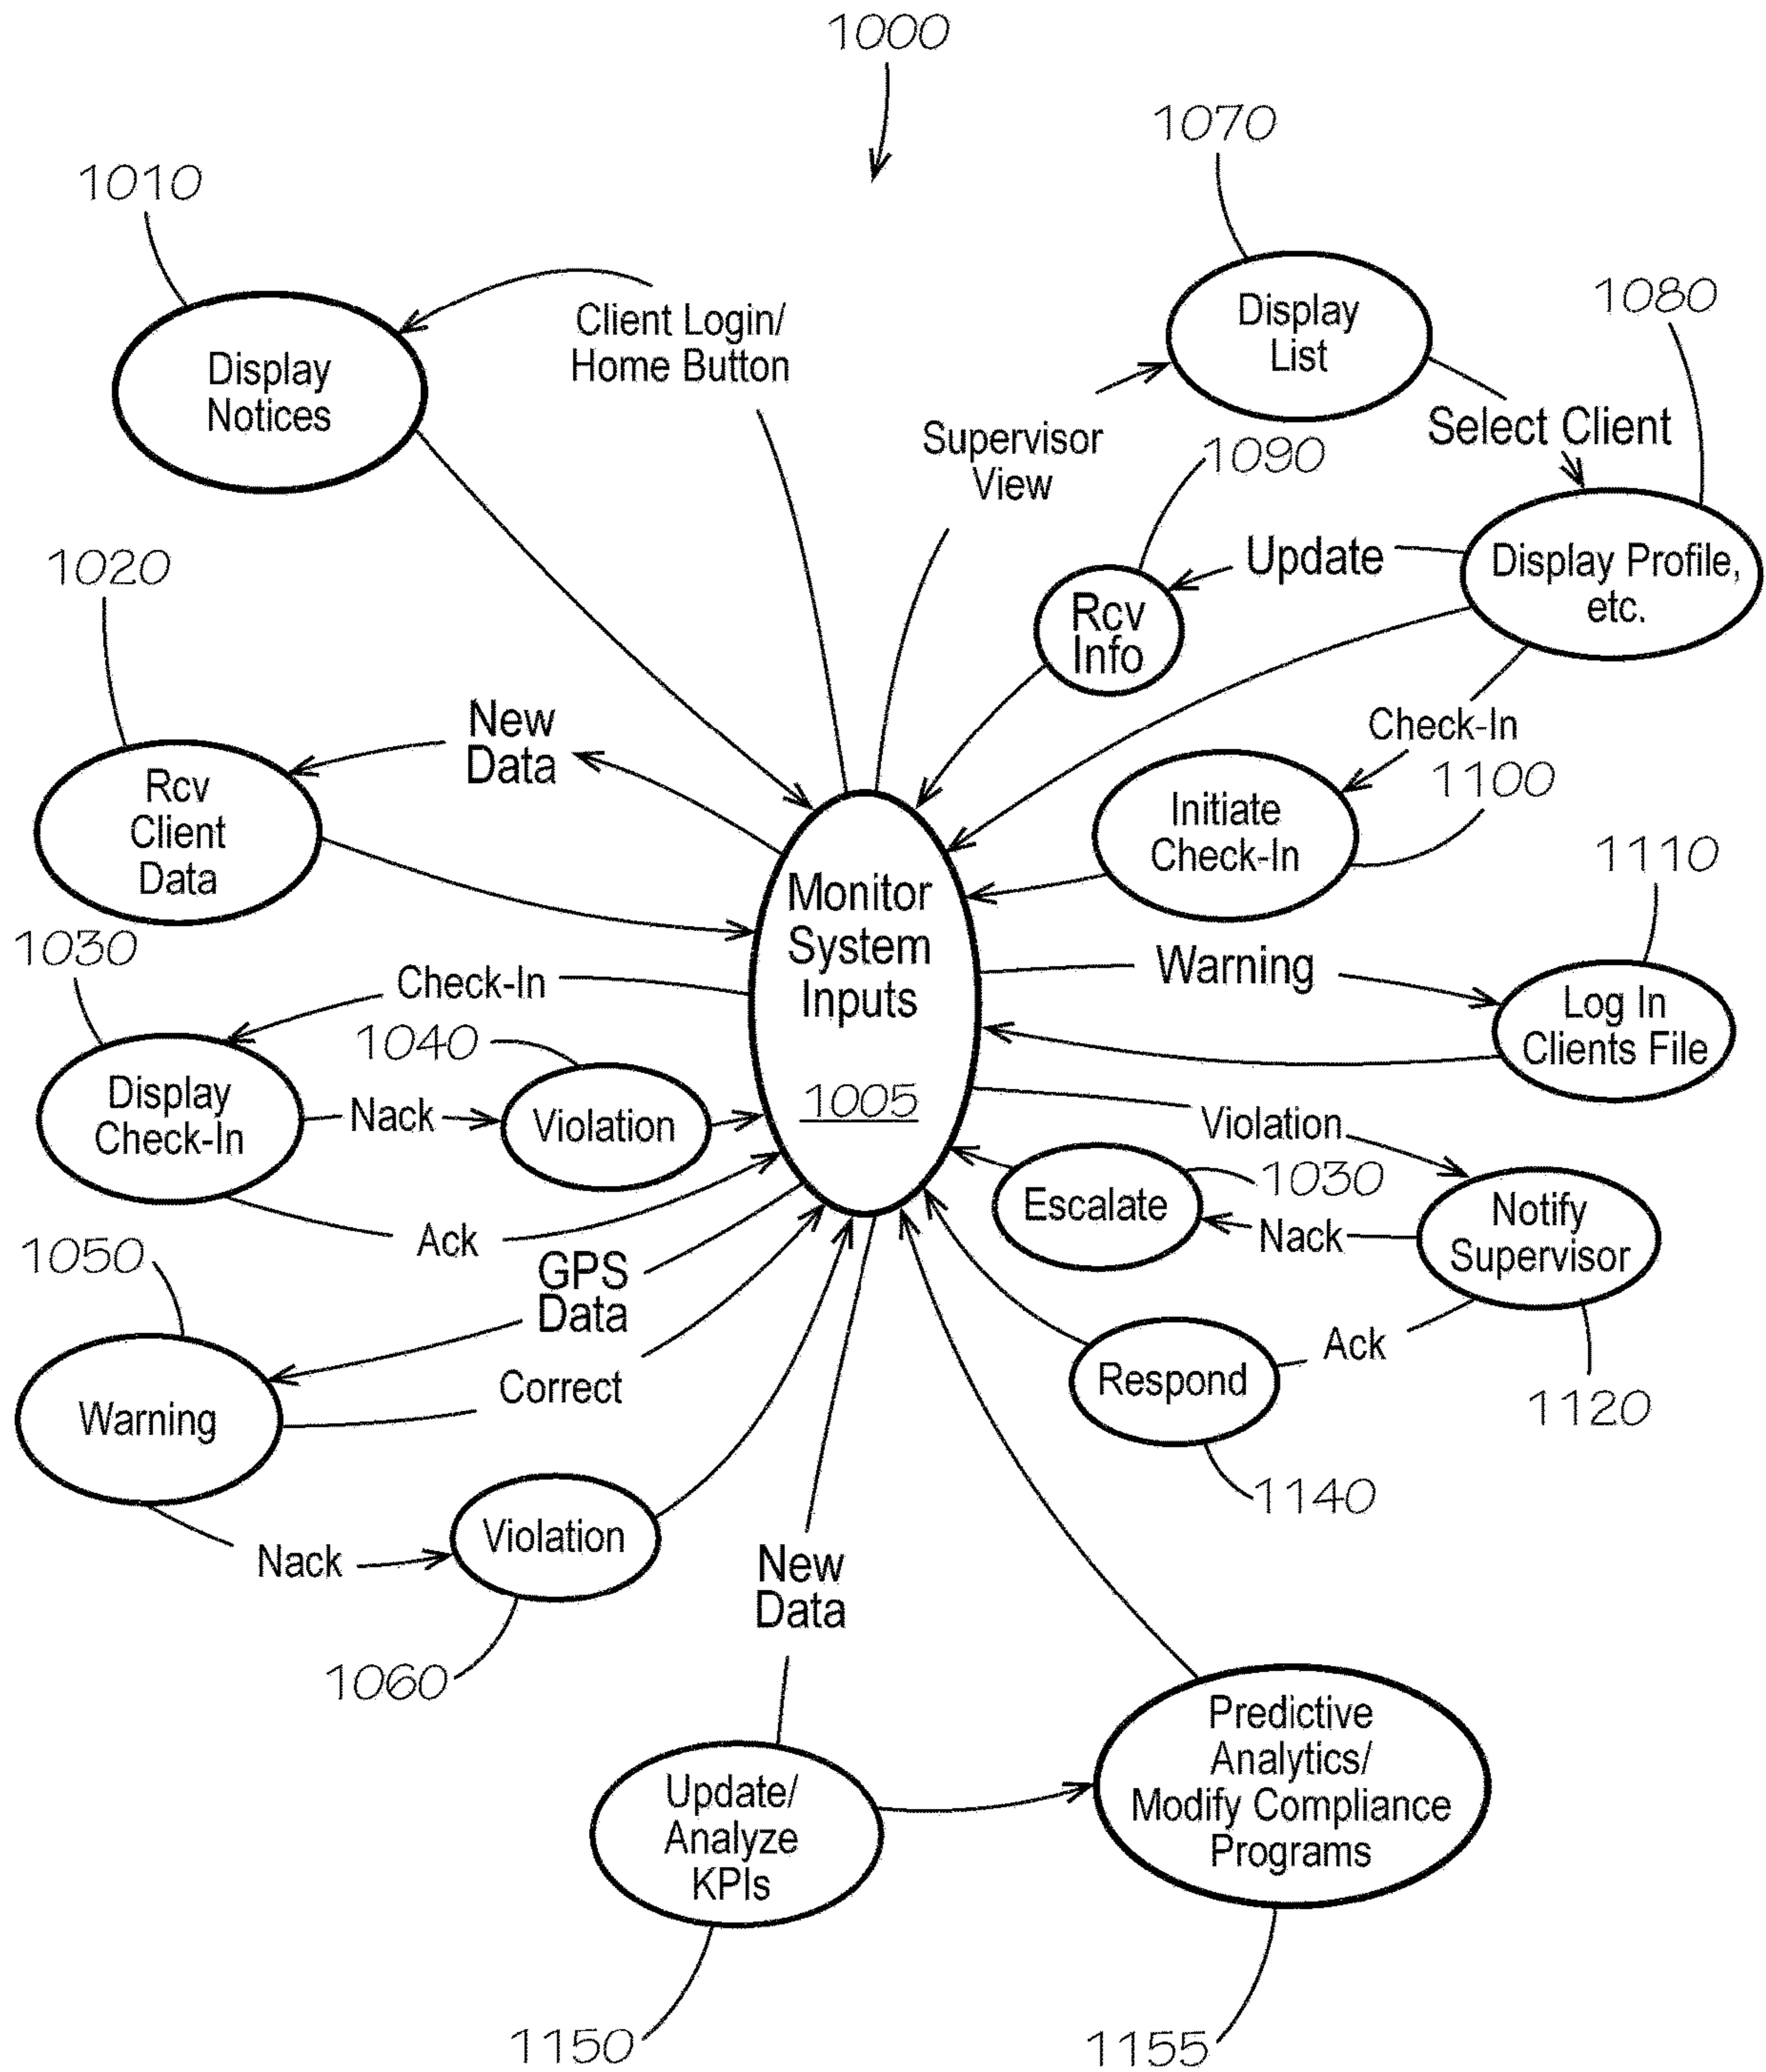 1000
1070
1010
1080
Display
List
Client Login/
Home Button
Display
Notices
Select Client
Supervisor
View
1090
1020
Update
Display Profile,
etc.
Rcv
Info
New
Data
Check-In
1100
Rcv
Client
Data
Initiate
Check-In
1110
Monitor
System
Inputs
1005
1030
Check-In
Warning
Log In
Clients File
1040
Display
Check-In
Nack
Violation
Violation
1030
Escalate
Nack
Notify
Supervisor
Ack
1050
GPS
Data
Ack
Respond
1120
Correct
Warning
1140
Nack
Violation
New
Data
1060
Predictive
Analytics/
Modify Compliance
Programs
Update/
Analyze
KPIs
1150
1155